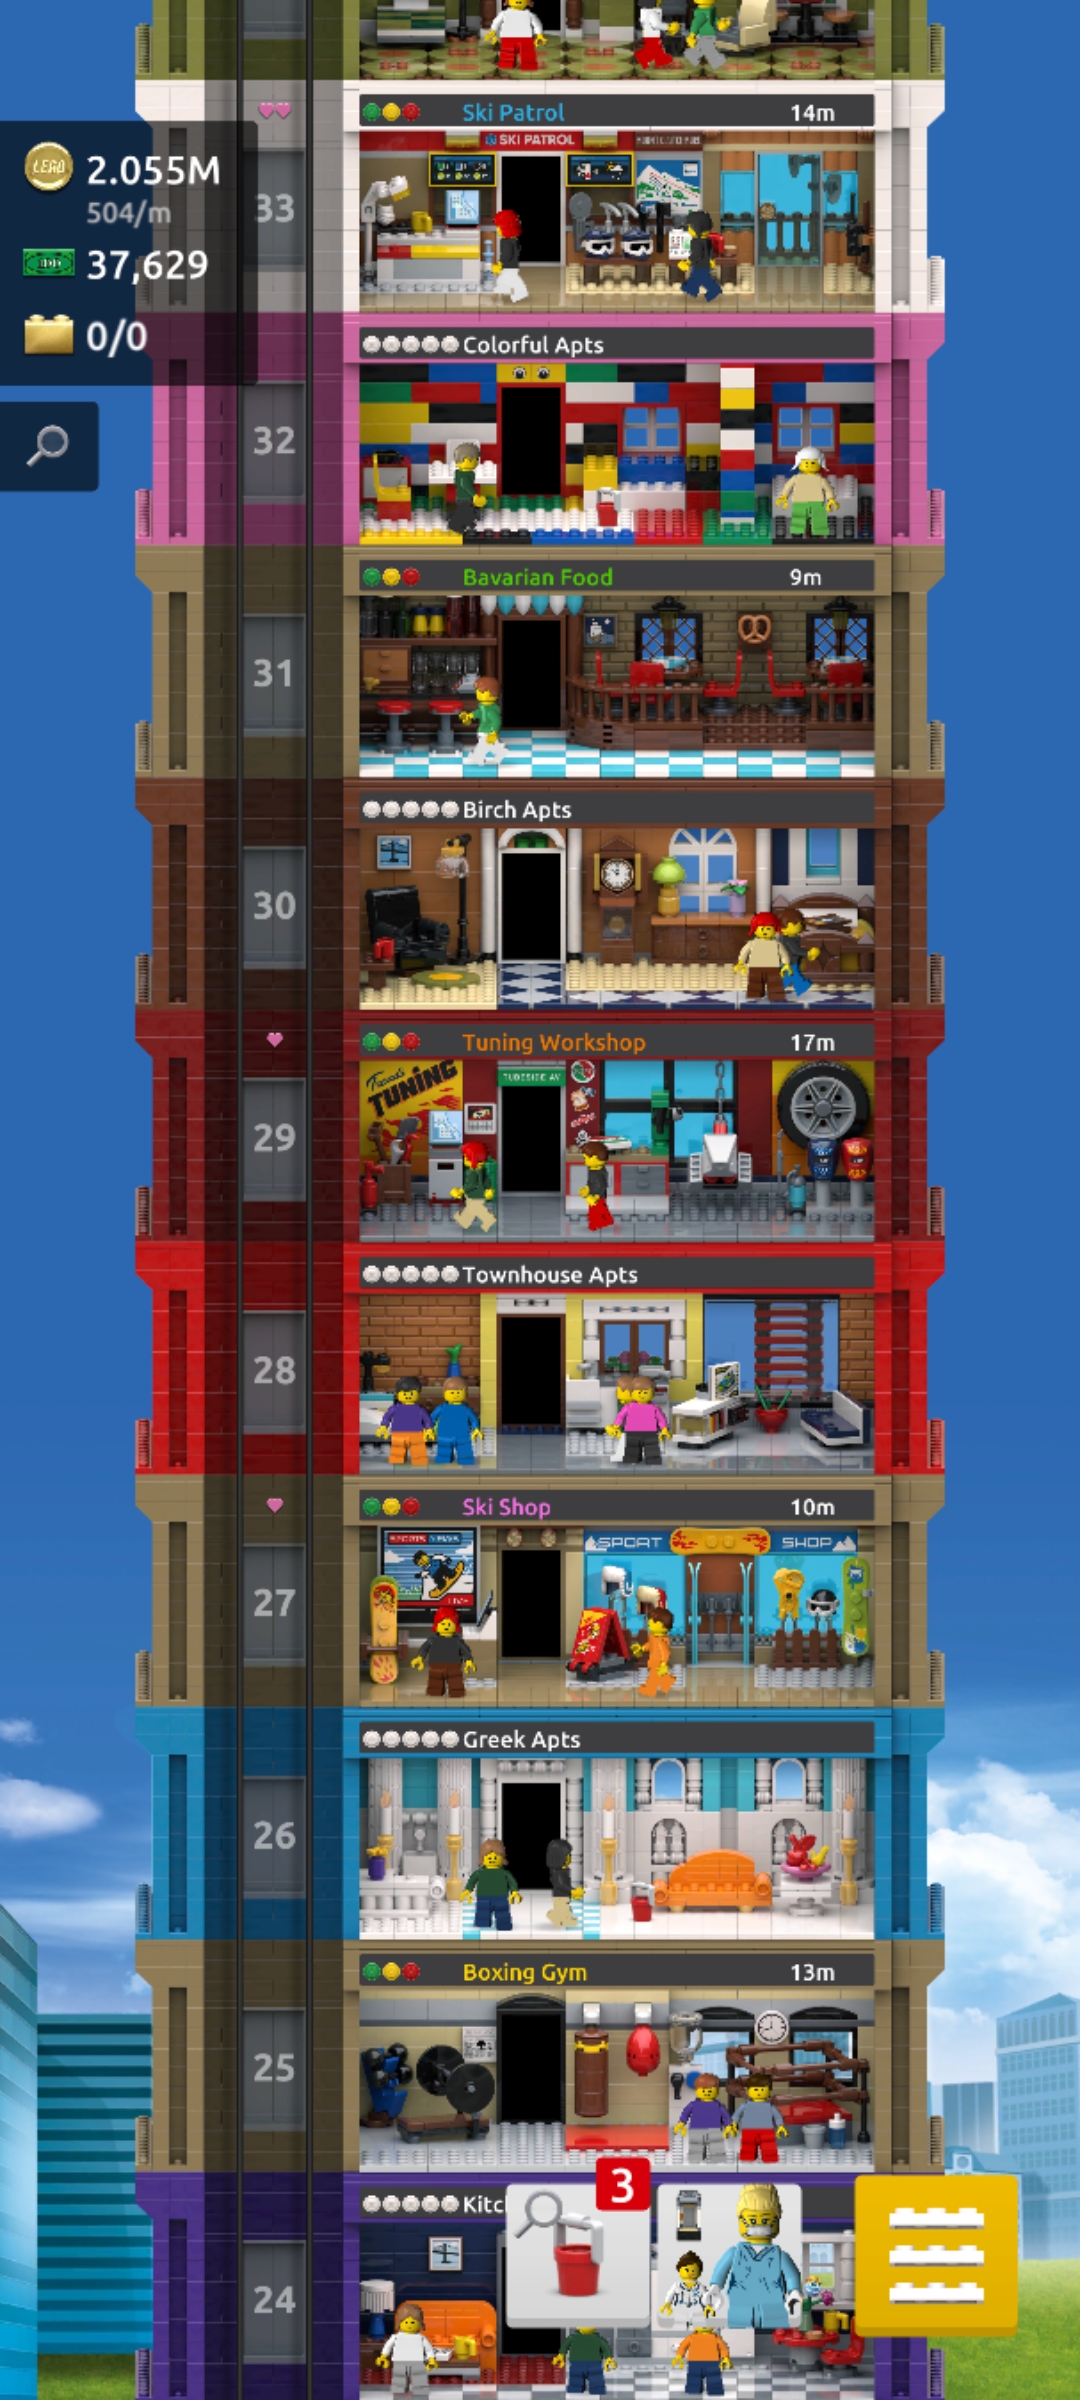 Ski Patrol 14m
SKI PATROL
LEGO 2.055M
504/m
33
37,629
0/0
Colorful Apts
32
Bavarian Food 9m
31
Birch Apts
30
Tuning Workshop 17m
TUNING
TUBESIDE AV
29
Townhouse Apts
28
Ski Shop 10m
SPORT SHOP
27
Greek Apts
26
Boxing Gym 13m
25
3
Kitc
24